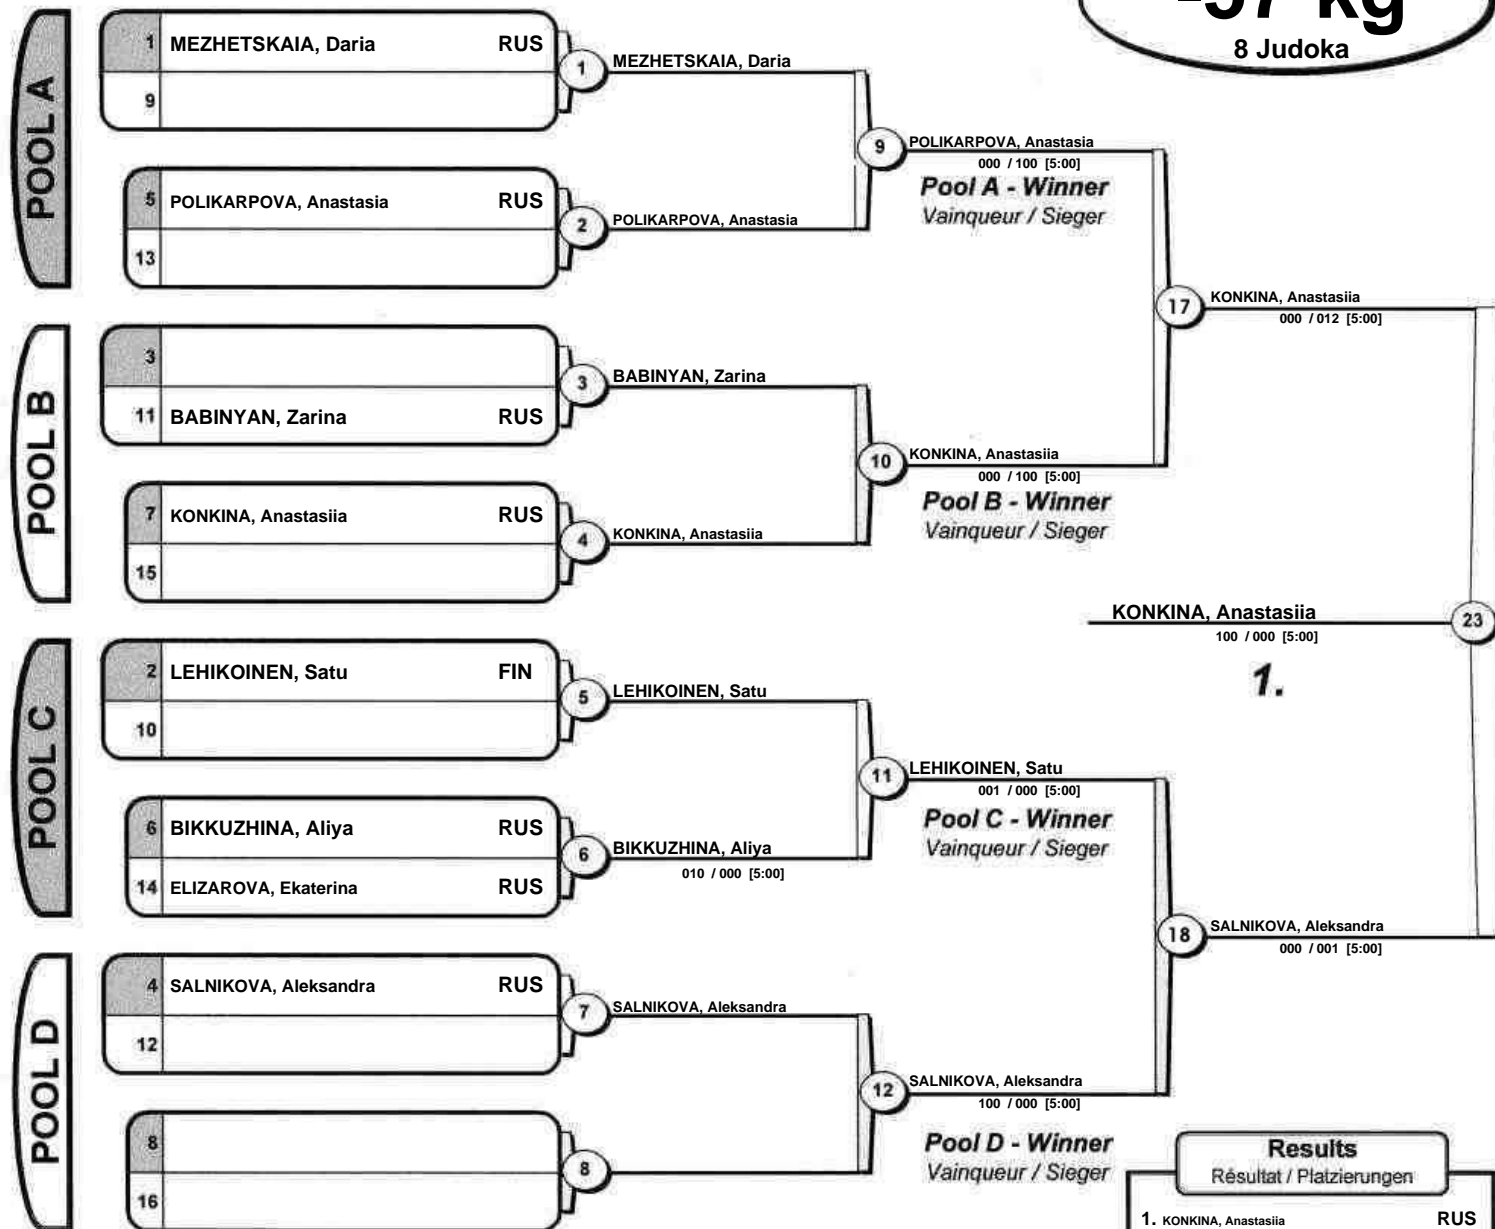 -57 kg
8 Judoka
POOL A
1 MEZHETSKAIA, Daria RUS
9
1 MEZHETSKAIA, Daria
5 POLIKARPOVA, Anastasia RUS
13
2 POLIKARPOVA, Anastasia
9 POLIKARPOVA, Anastasia
000 / 100 [5:00]
Pool A - Winner
Vainqueur / Sieger
POOL B
3
11 BABINYAN, Zarina RUS
3 BABINYAN, Zarina
7 KONKINA, Anastasiia RUS
15
4 KONKINA, Anastasiia
10 KONKINA, Anastasiia
000 / 100 [5:00]
Pool B - Winner
Vainqueur / Sieger
17 KONKINA, Anastasiia
000 / 012 [5:00]
KONKINA, Anastasiia 23
100 / 000 [5:00]
1.
POOL C
2 LEHIKOINEN, Satu FIN
10
5 LEHIKOINEN, Satu
6 BIKKUZHINA, Aliya RUS
14 ELIZAROVA, Ekaterina RUS
6 BIKKUZHINA, Aliya
010 / 000 [5:00]
11 LEHIKOINEN, Satu
001 / 000 [5:00]
Pool C - Winner
Vainqueur / Sieger
18 SALNIKOVA, Aleksandra
000 / 001 [5:00]
POOL D
4 SALNIKOVA, Aleksandra RUS
12
7 SALNIKOVA, Aleksandra
8
16
8
12 SALNIKOVA, Aleksandra
100 / 000 [5:00]
Pool D - Winner
Vainqueur / Sieger
Results
Résultat / Platzierungen
1. KONKINA, Anastasiia RUS